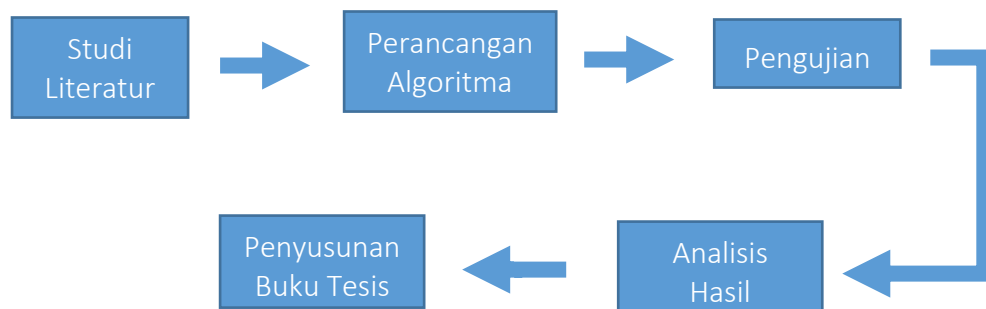 Studi
Literatur
Perancangan
Algoritma
Pengujian
Analisis
Hasil
Penyusunan
Buku Tesis